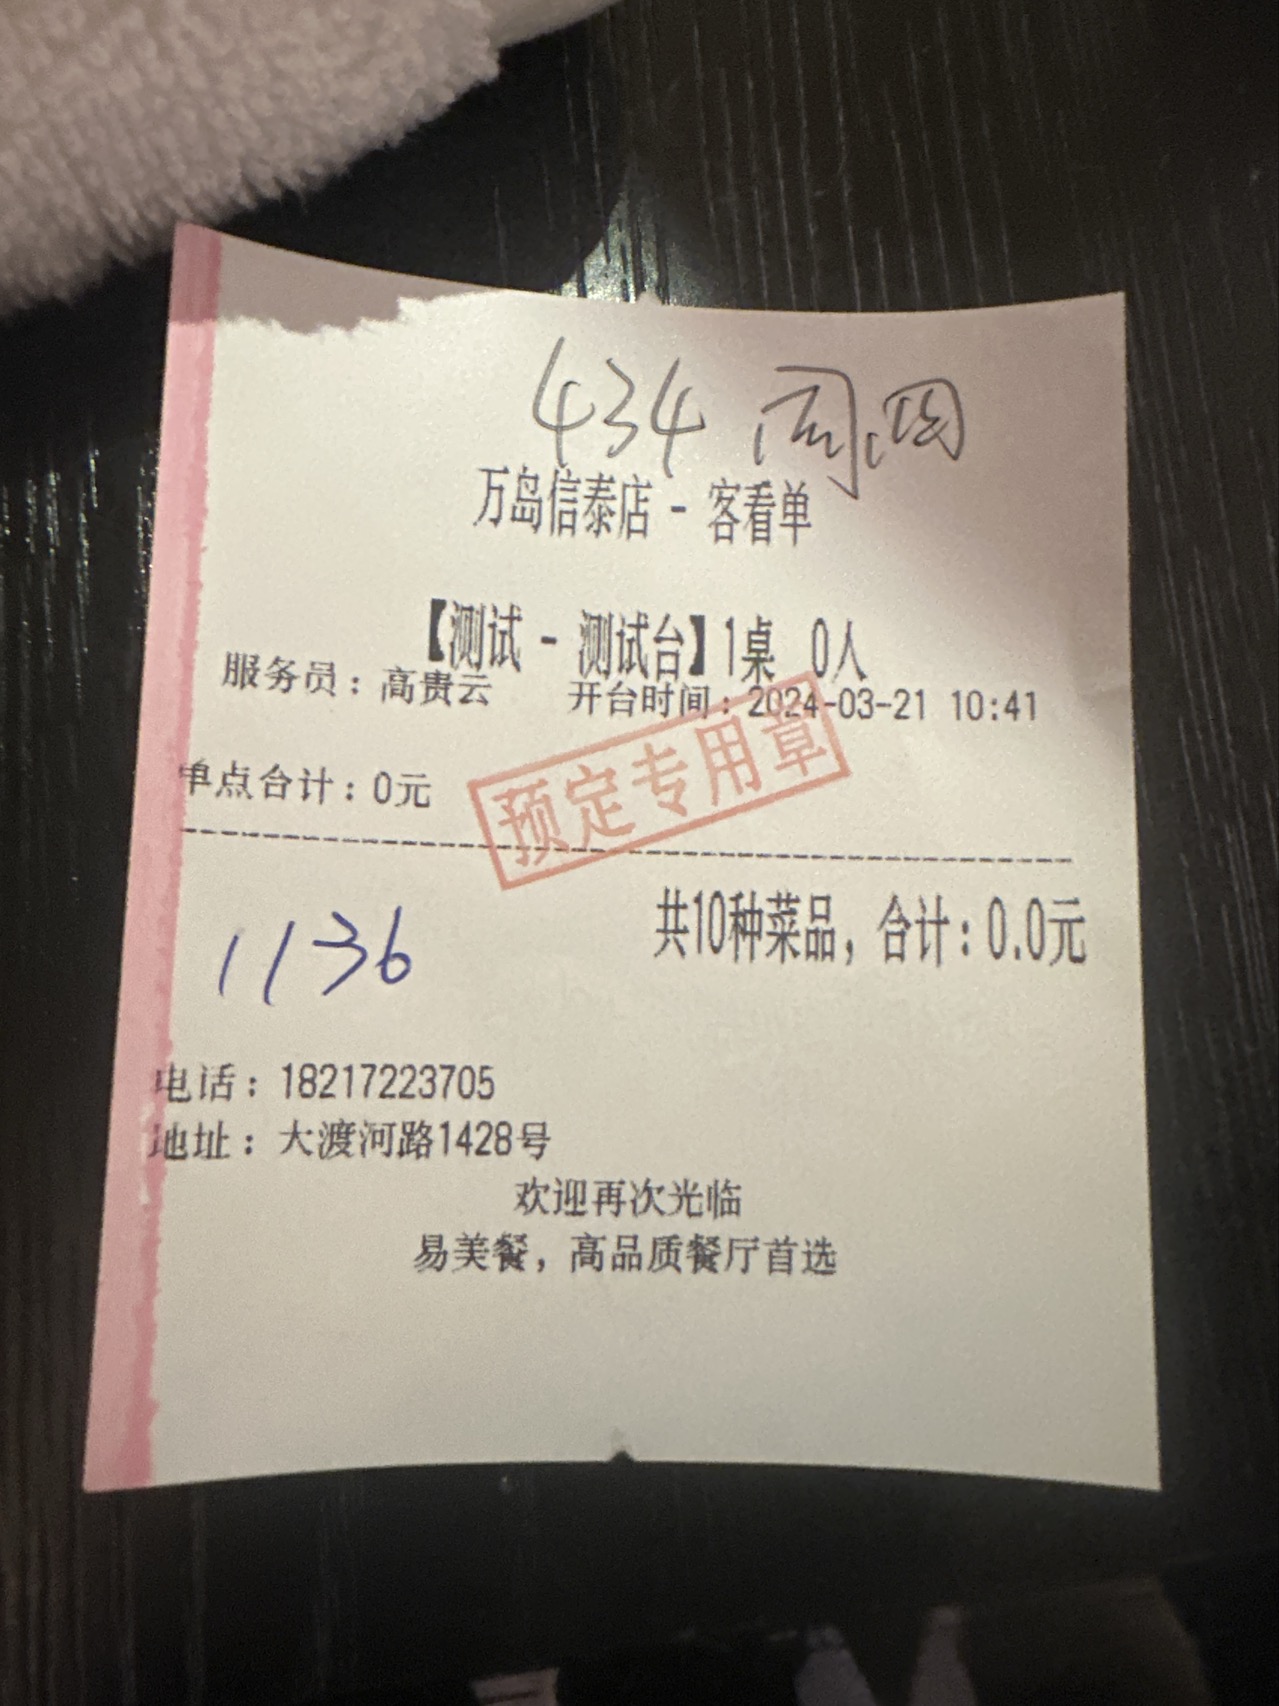 434
万岛信泰店 - 客看单
【测试 - 测试台】1桌 0人
服务员：高贵云 开台时间：2024-03-21 10:41
单点合计：0元
预定专用章
共10种菜品，合计：0.0元
1136
电话：18217223705
地址：大渡河路1428号
欢迎再次光临
易美餐，高品质餐厅首选